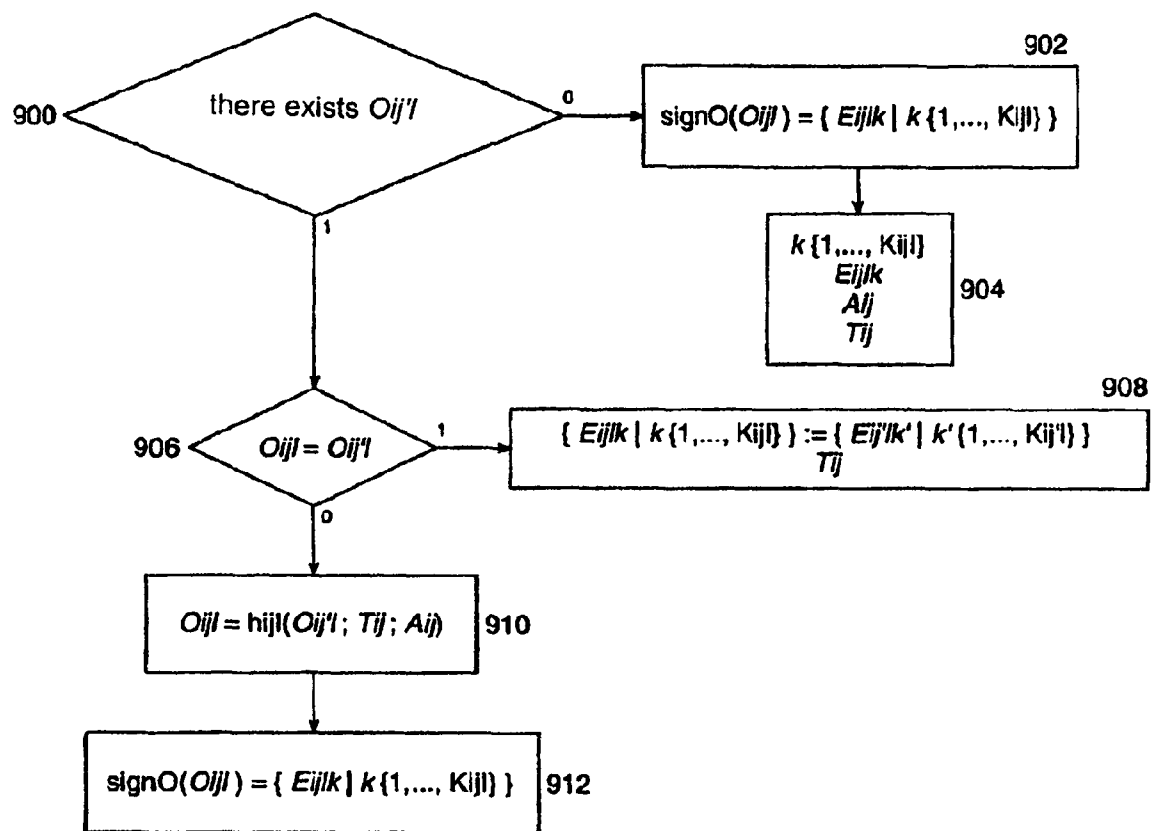 902
900
there exists Oij'l
0
signO(Oijl) = { Eijlk | k {1,..., Kijl} }
1
k {1,..., Kijl}
Eijlk
Aij
Tij
904
908
906
Oijl = Oij'l
1
{ Eijlk | k {1,..., Kijl} } := { Eij'lk' | k' {1,..., Kij'l} }
Tij
0
Oijl = hijl(Oij'l ; Tij ; Aij)
910
signO(Oijl) = { Eijlk | k {1,..., Kijl} }
912